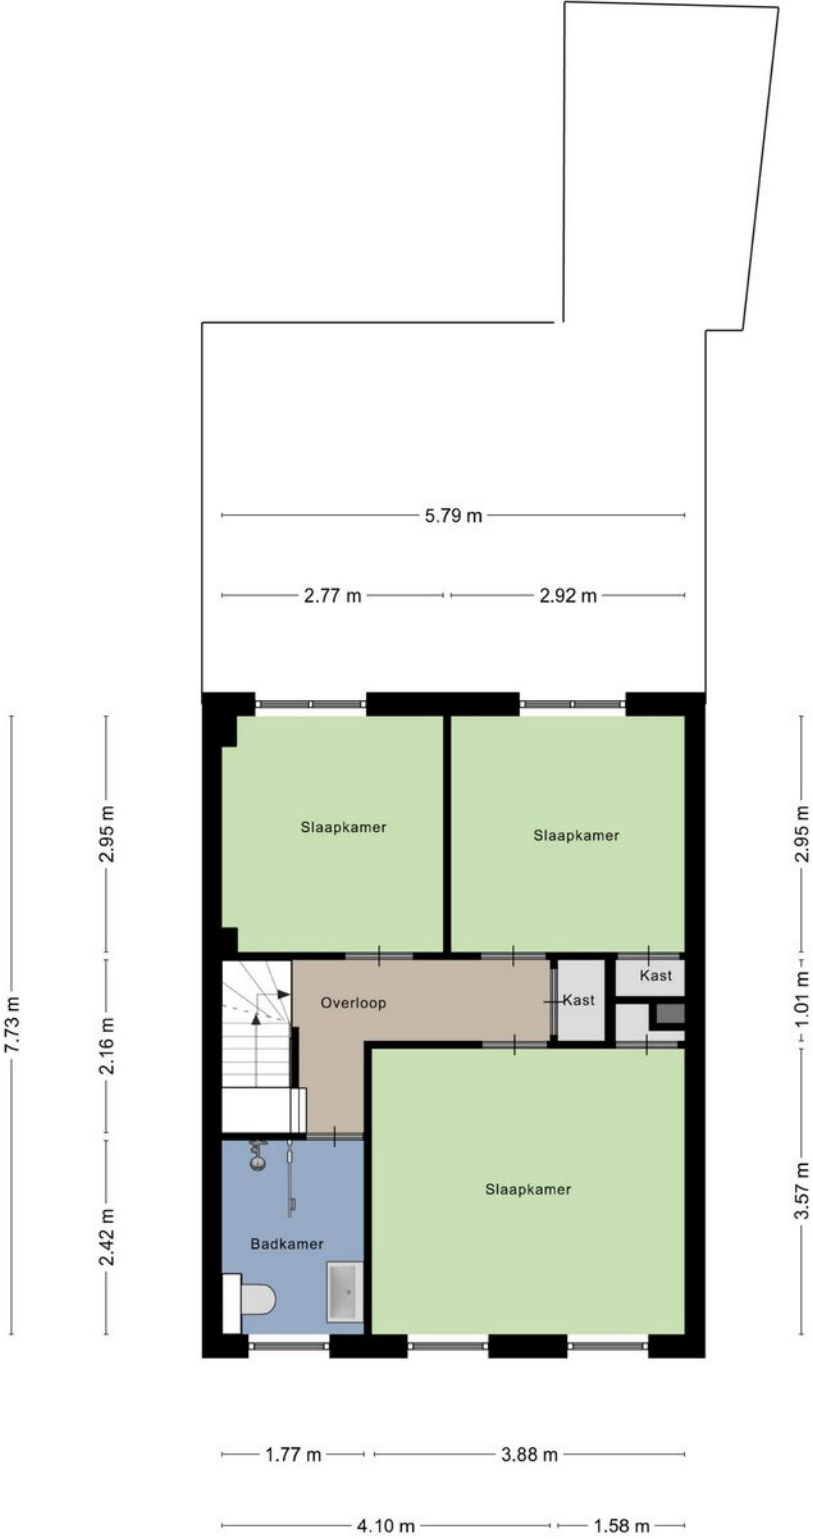 5.79 m
2.77 m
2.92 m
Slaapkamer
Slaapkamer
2.95 m
2.95 m
Kast
Overloop
Kast
1.01 m
7.73 m
2.16 m
Slaapkamer
3.57 m
2.42 m
Badkamer
1.77 m
3.88 m
4.10 m
1.58 m